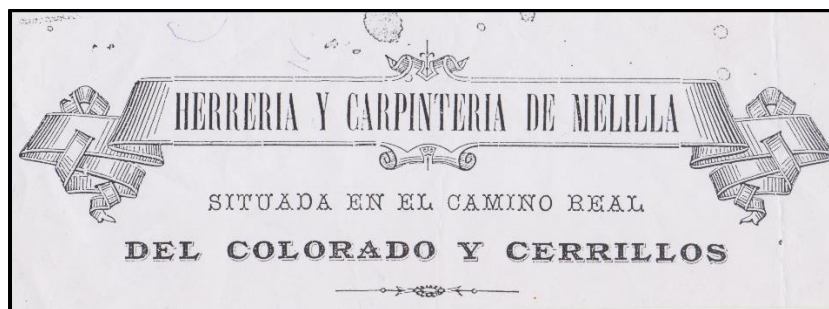 HERRERIA Y CARPINTERIA DE MELILLA
SITUADA EN EL CAMINO REAL
DEL COLORADO Y CERRILLOS